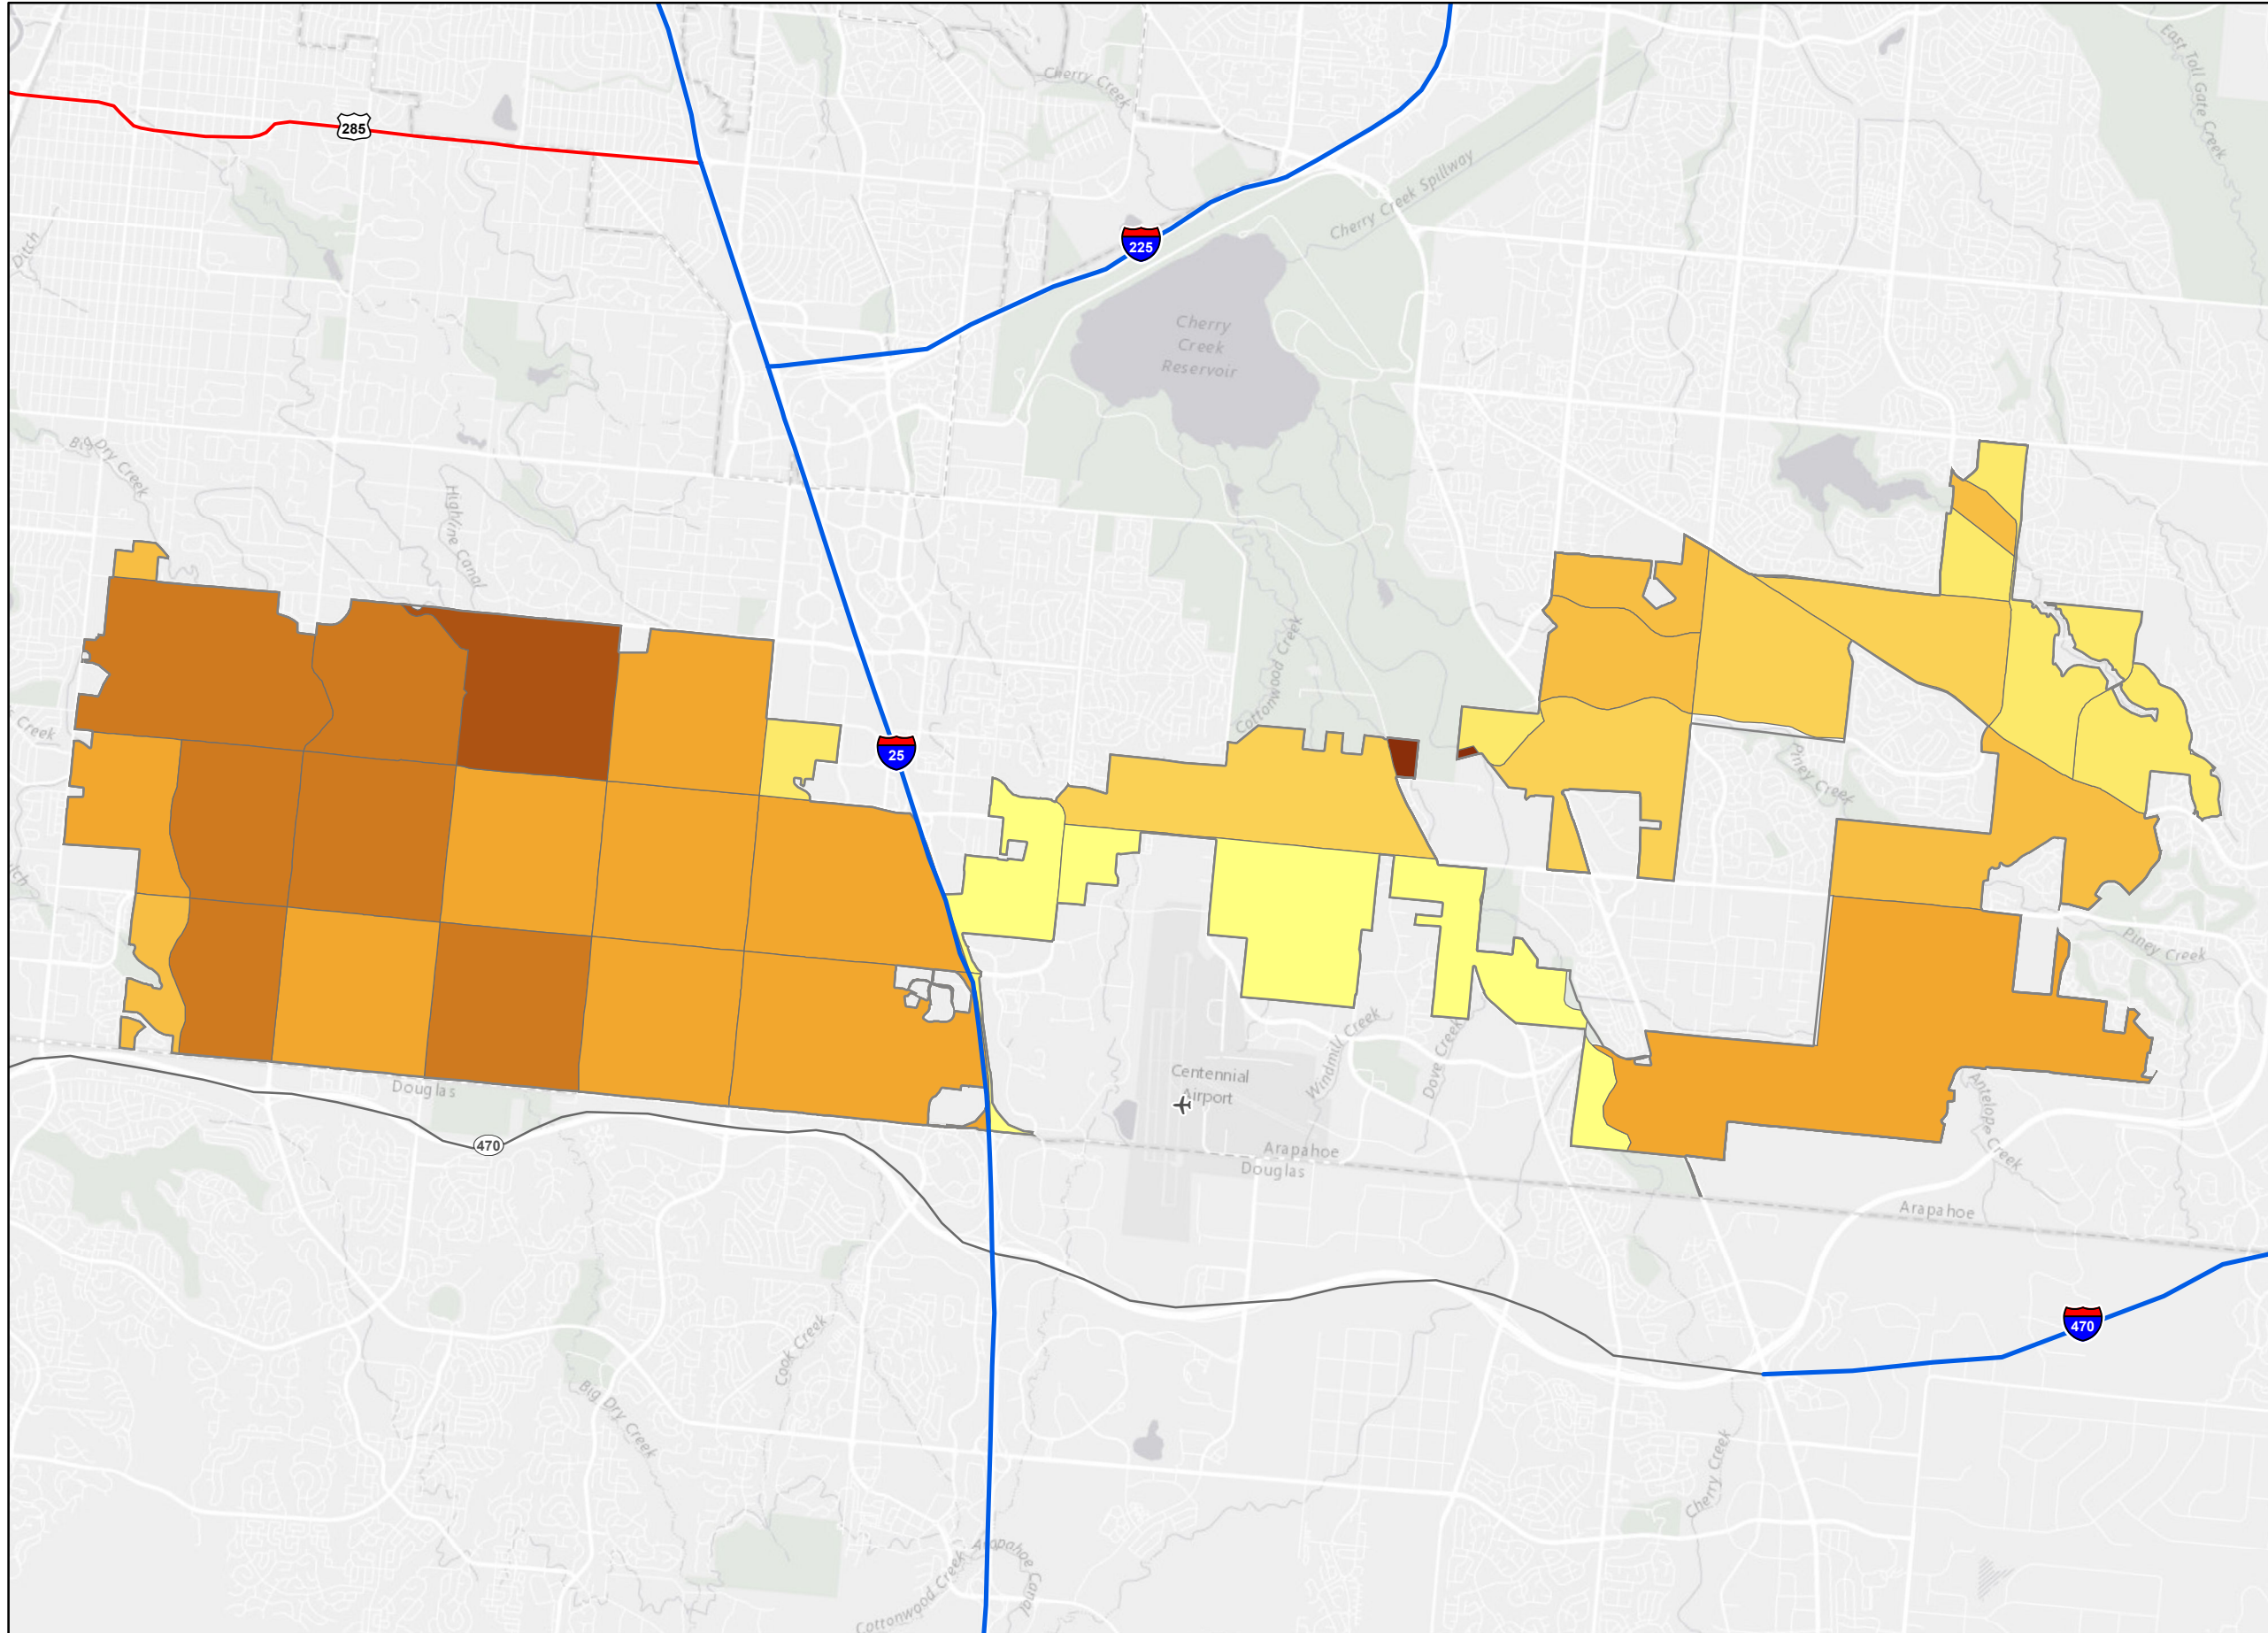 East Toll Gate Creek
Cherry Creek
285
Cherry Creek Spillway
225
Ditch
Cherry
Creek
Reservoir
Big Dry Creek
Highline Canal
Cottonwood Creek
Creek
25
Piney Creek
Piney Creek
Windmill Creek
Dove Creek
Centennial
Airport
Antelope Creek
Douglas
470
Arapahoe
Douglas
Arapahoe
470
Cook Creek
Big Dry Creek
Cherry Creek
Arapahoe Canal
Cottonwood Creek